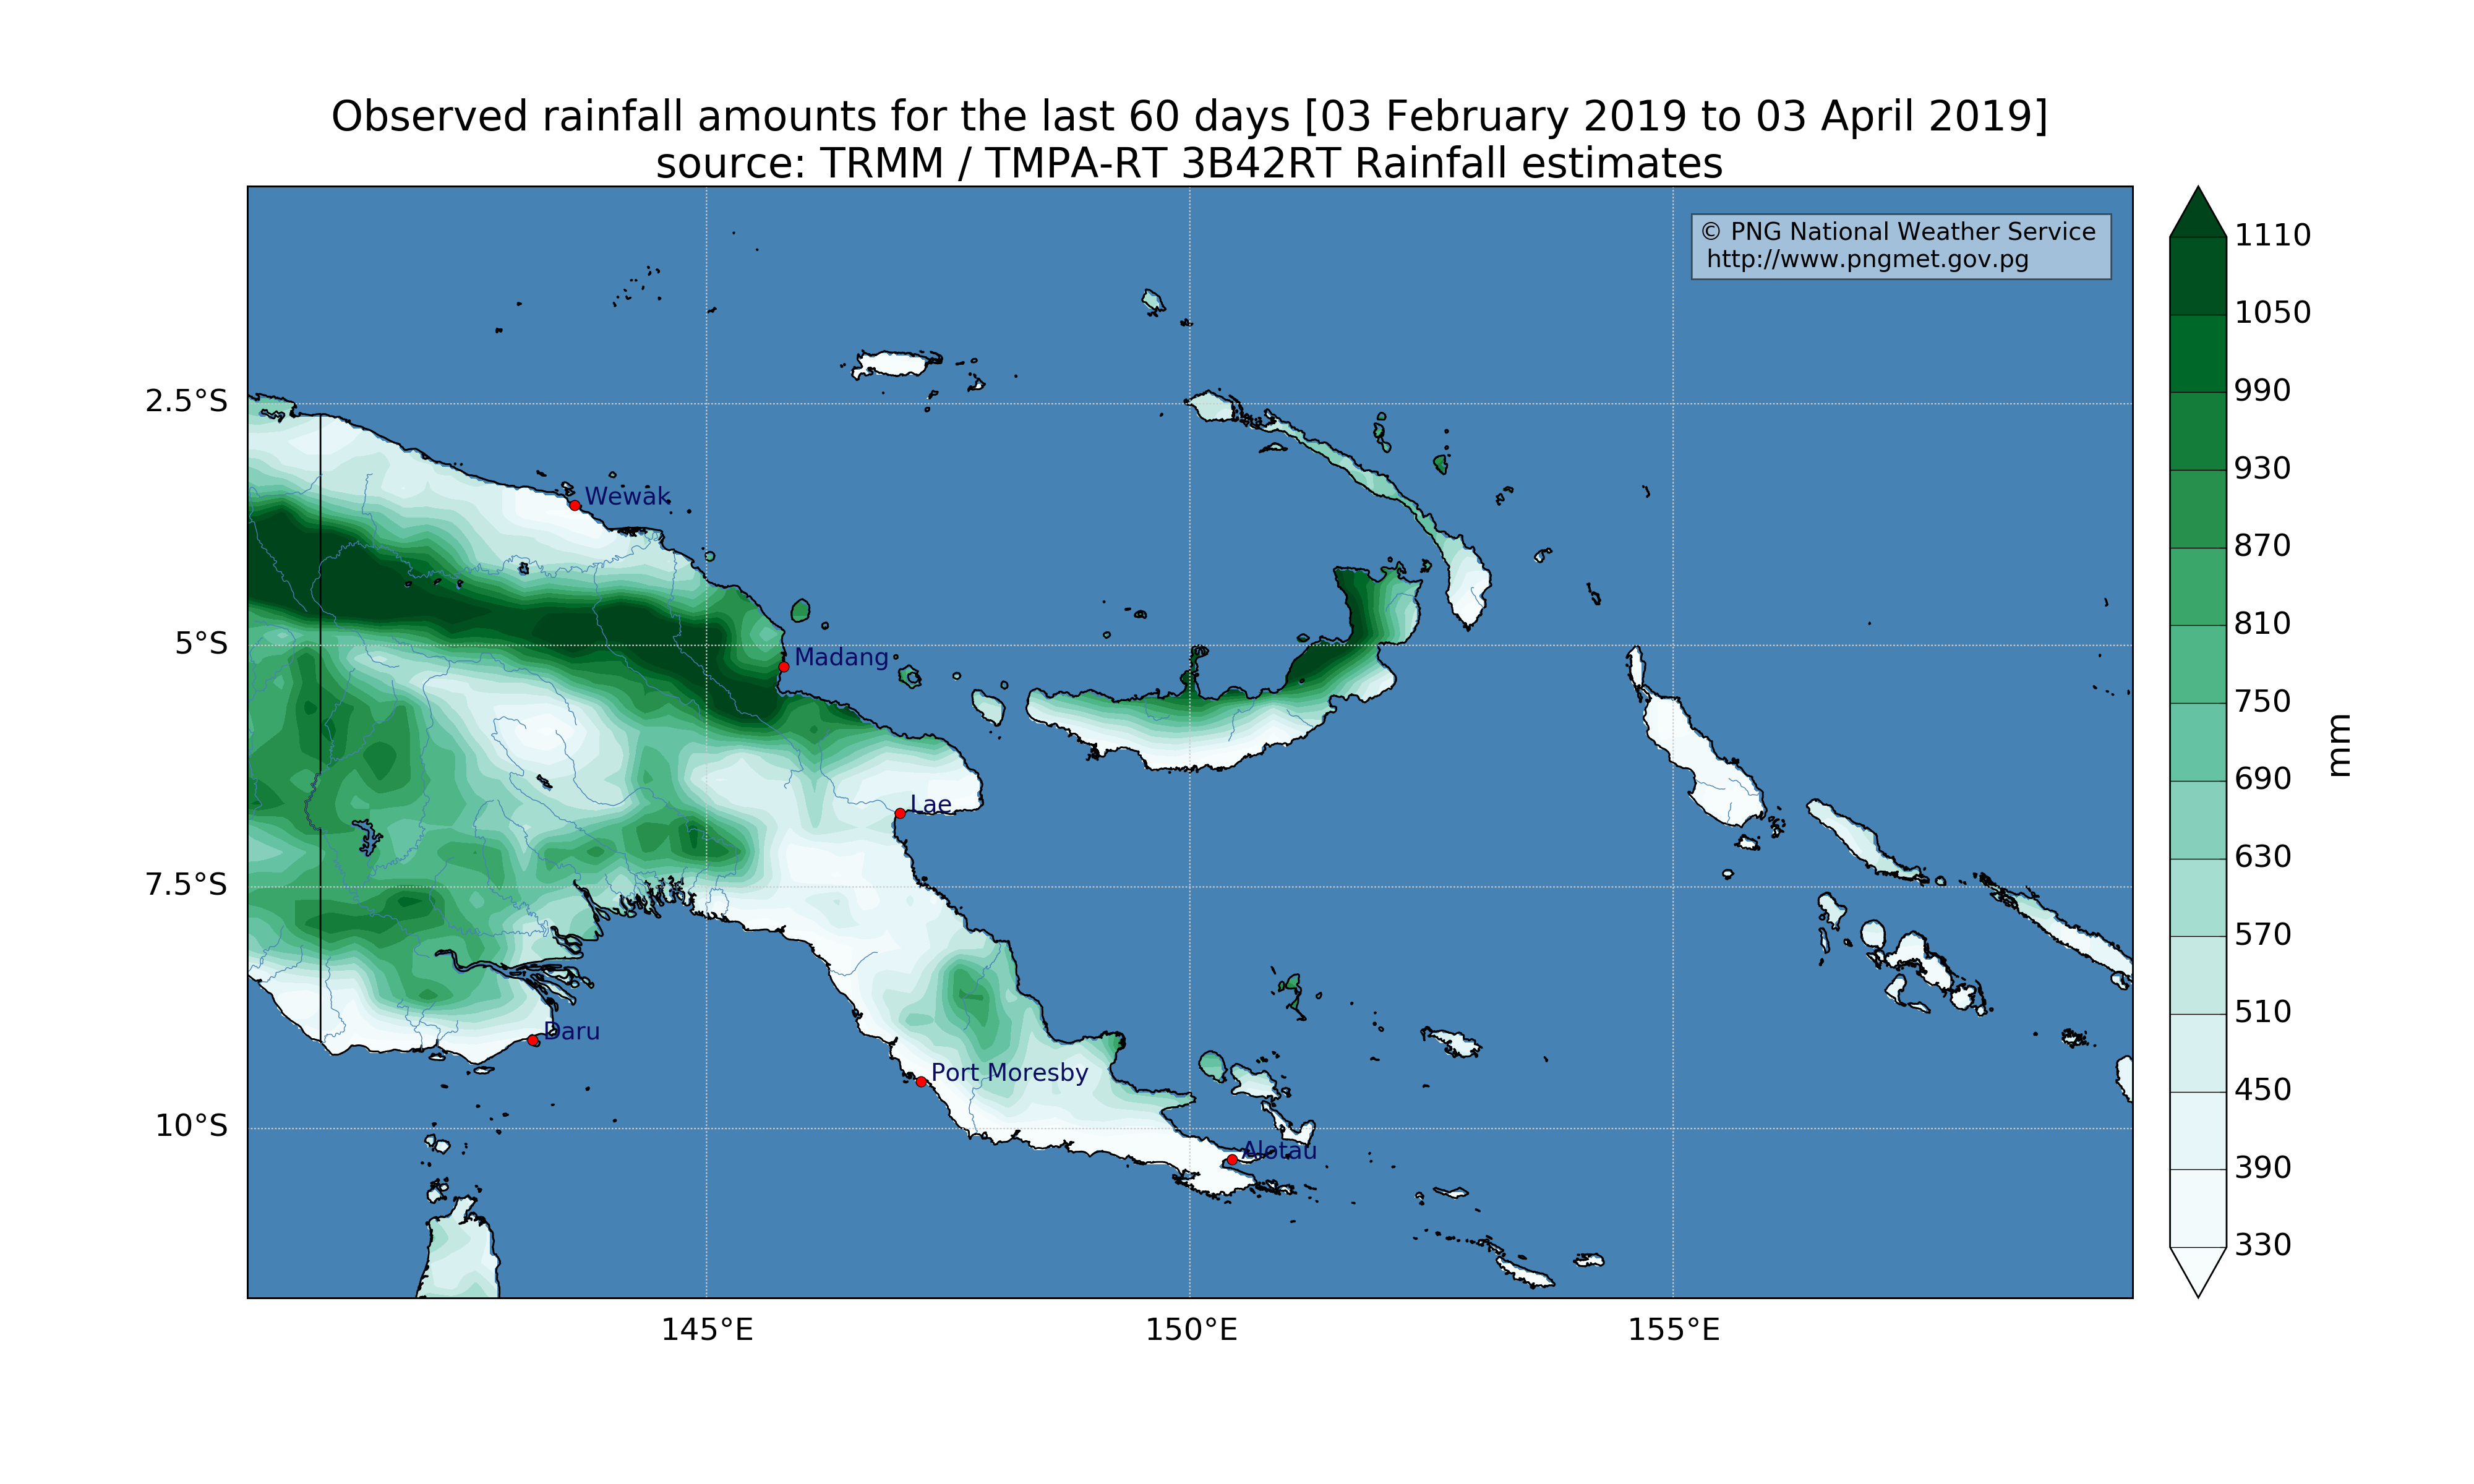 Observed rainfall amounts for the last 60 days [03 February 2019 to 03 April 2019]
source: TRMM / TMPA-RT 3B42RT Rainfall estimates
© PNG National Weather Service
http://www.pngmet.gov.pg
2.5°S
5°S
7.5°S
10°S
145°E
150°E
155°E
Wewak
Madang
Lae
Daru
Port Moresby
Alotau
1110
1050
990
930
870
810
750
690
630
570
510
450
390
330
mm